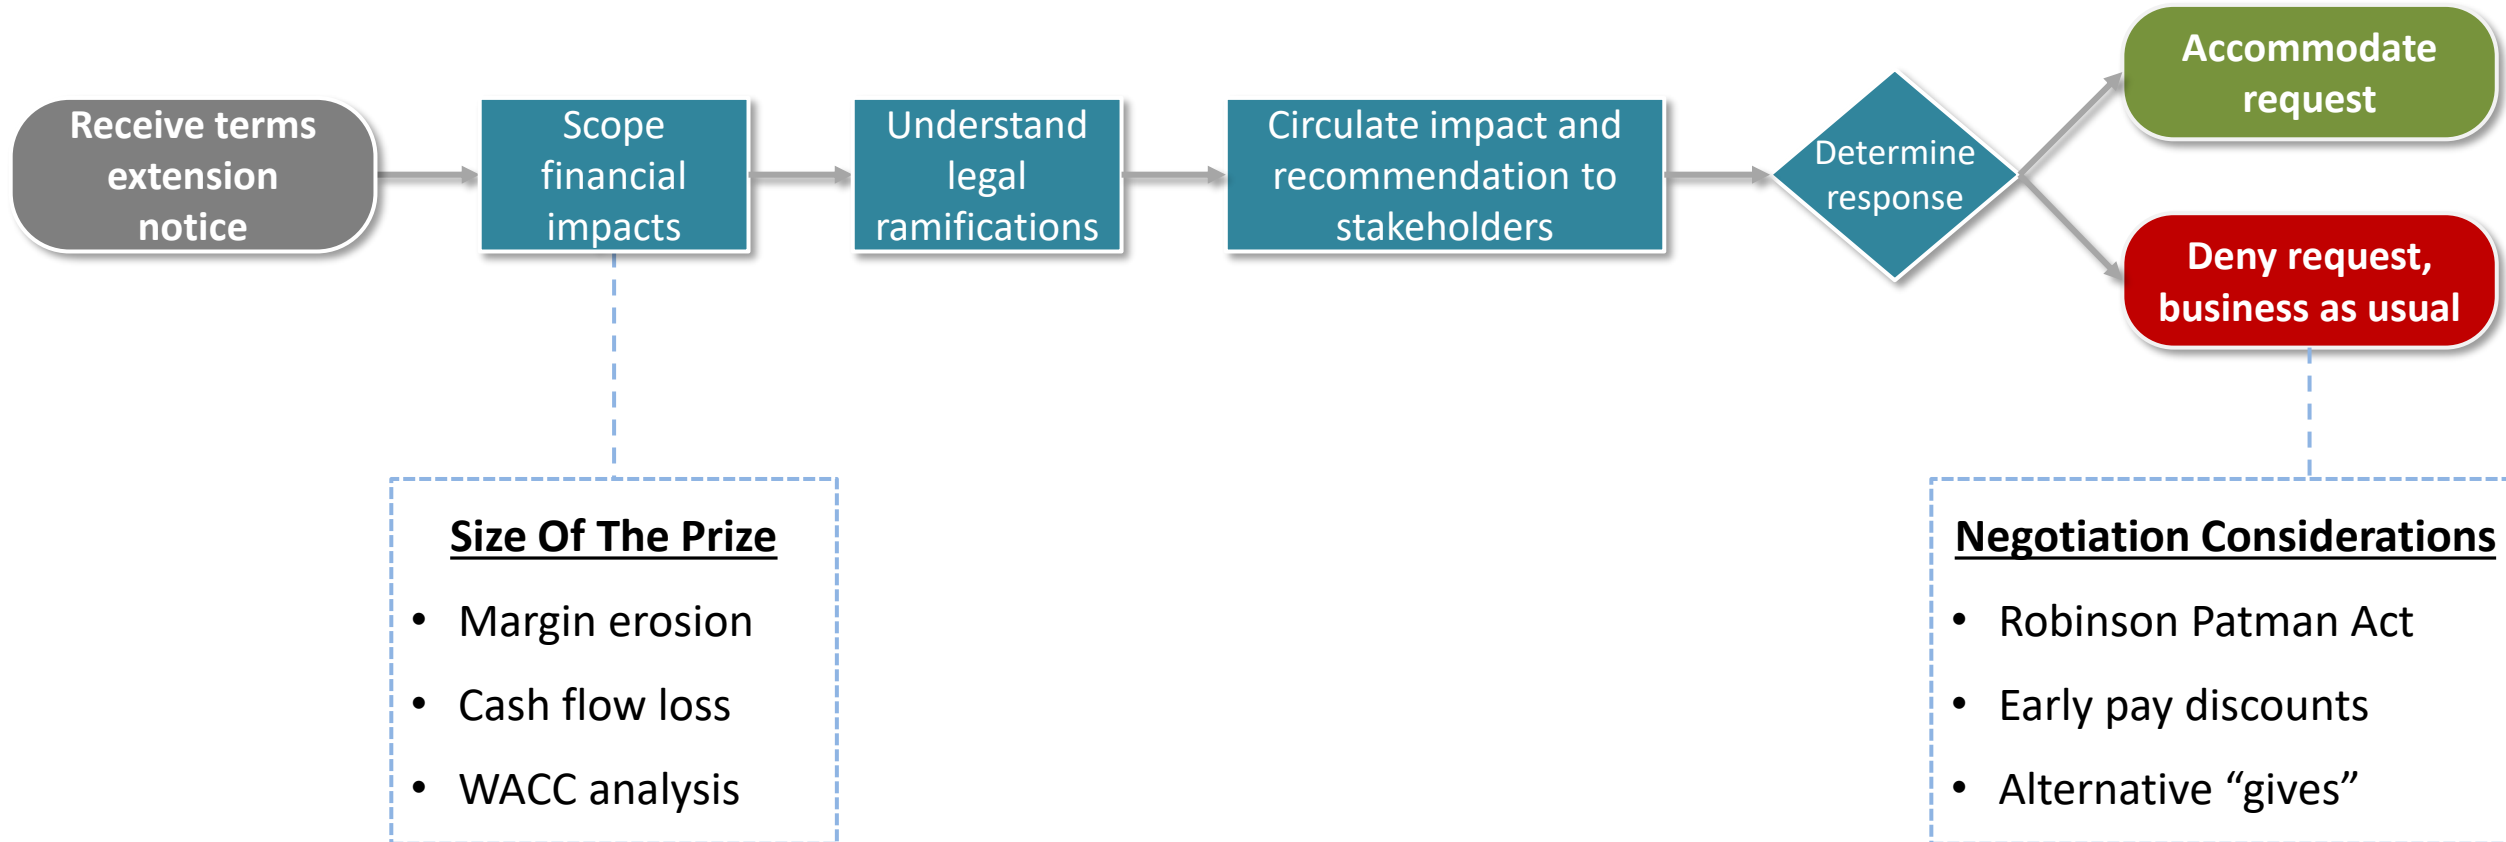 Receive terms
extension
notice
Scope
financial
impacts
Understand
legal
ramifications
Circulate impact and
recommendation to
stakeholders
Determine
response
Accommodate
request
Deny request,
business as usual
Size Of The Prize
• Margin erosion
• Cash flow loss
• WACC analysis
Negotiation Considerations
• Robinson Patman Act
• Early pay discounts
• Alternative “gives”